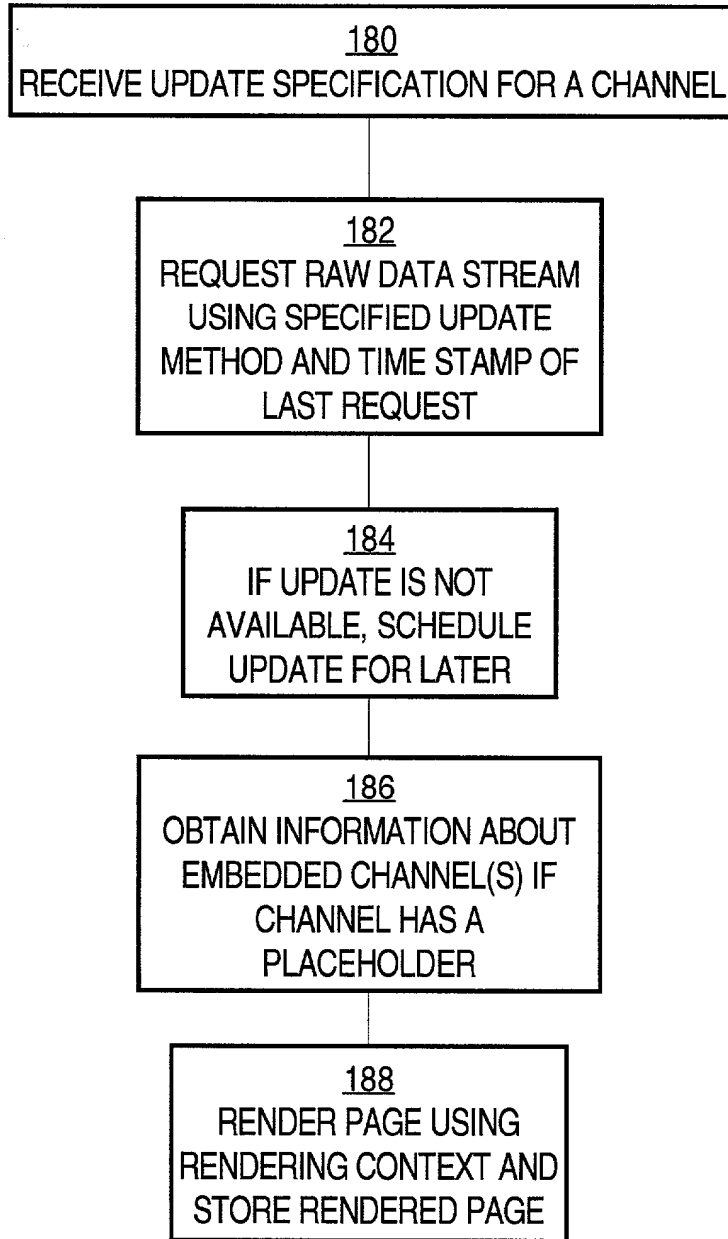 180
RECEIVE UPDATE SPECIFICATION FOR A CHANNEL
182
REQUEST RAW DATA STREAM
USING SPECIFIED UPDATE
METHOD AND TIME STAMP OF
LAST REQUEST
184
IF UPDATE IS NOT
AVAILABLE, SCHEDULE
UPDATE FOR LATER
186
OBTAIN INFORMATION ABOUT
EMBEDDED CHANNEL(S) IF
CHANNEL HAS A
PLACEHOLDER
188
RENDER PAGE USING
RENDERING CONTEXT AND
STORE RENDERED PAGE